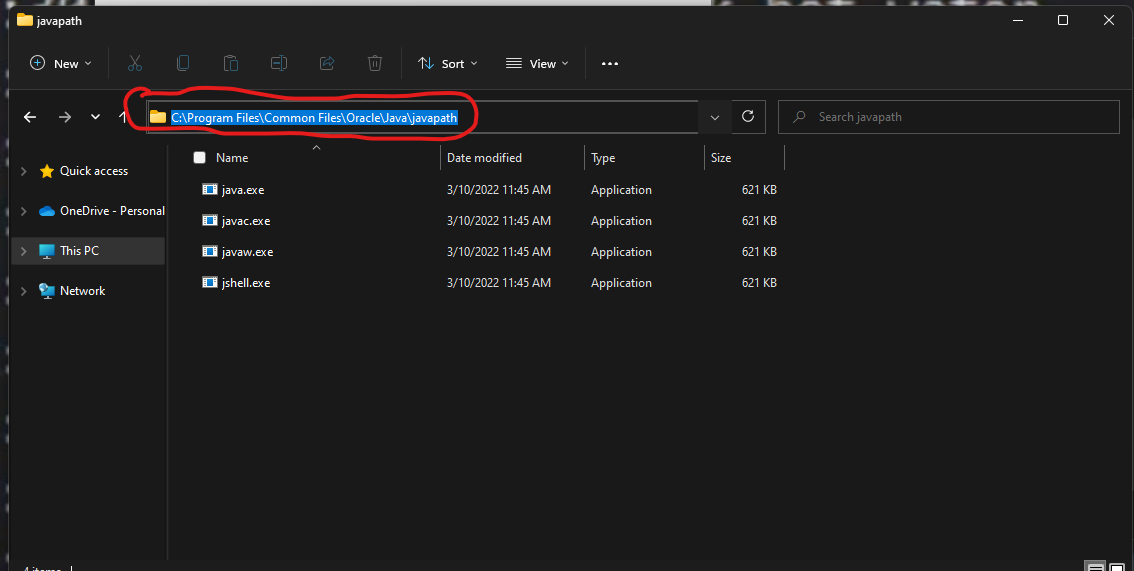 javapath
New Sort View
C:\Program Files\Common Files\Oracle\Java\javapath Search javapath
Name Date modified Type Size
Quick access
OneDrive - Personal
This PC
Network
java.exe 3/10/2022 11:45 AM Application 621 KB
javac.exe 3/10/2022 11:45 AM Application 621 KB
javaw.exe 3/10/2022 11:45 AM Application 621 KB
jshell.exe 3/10/2022 11:45 AM Application 621 KB
4 items